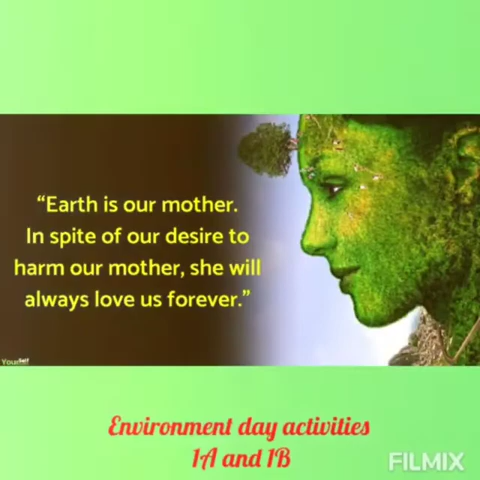 “Earth is our mother.
In spite of our desire to
harm our mother, she will
always love us forever.”
Environment day activities
1A and 1B
FILMIX